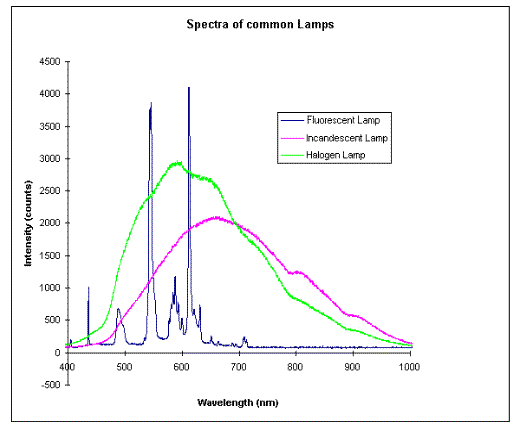 Spectra of common Lamps
4500
4000
3500
3000
2500
2000
1500
1000
500
0
-500
Intensity (counts)
Fluorescent Lamp
Incandescent Lamp
Halogen Lamp
400 500 600 700 800 900 1000
Wavelength (nm)